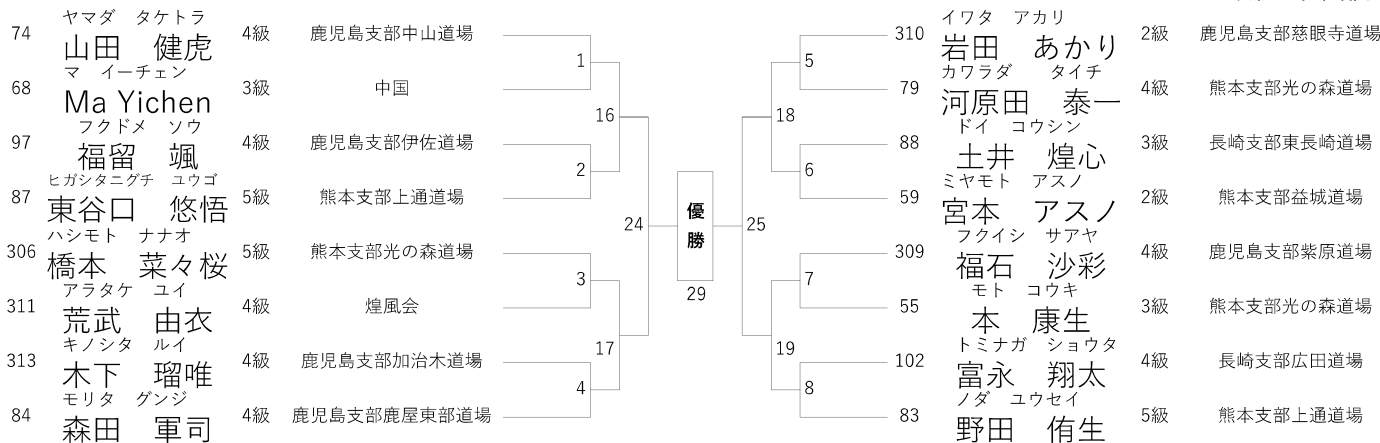 ヤマダ　タケトラ
74 山田　健虎 4級 鹿児島支部中山道場
マ　イーチェン
68 Ma Yichen 3級 中国
フクドメ　ソウ
97 福留　颯 4級 鹿児島支部伊佐道場
ヒガシタニグチ　ユウゴ
87 東谷口　悠悟 5級 熊本支部上通道場
ハシモト　ナナオ
306 橋本　菜々桜 5級 熊本支部光の森道場
アラタケ　ユイ
311 荒武　由衣 4級 煌風会
キノシタ　ルイ
313 木下　瑠唯 4級 鹿児島支部加治木道場
モリタ　グンジ
84 森田　軍司 4級 鹿児島支部鹿屋東部道場
1
16
2
24
3
17
4
優勝
29
5
18
6
25
7
19
8
イワタ　アカリ
310 岩田　あかり 2級 鹿児島支部慈眼寺道場
カワラダ　タイチ
79 河原田　泰一 4級 熊本支部光の森道場
ドイ　コウシン
88 土井　煌心 3級 長崎支部東長崎道場
ミヤモト　アスノ
59 宮本　アスノ 2級 熊本支部益城道場
フクイシ　サアヤ
309 福石　沙彩 4級 鹿児島支部紫原道場
モト　コウキ
55 本　康生 3級 熊本支部光の森道場
トミナガ　ショウタ
102 富永　翔太 4級 長崎支部広田道場
ノダ　ユウセイ
83 野田　侑生 5級 熊本支部上通道場